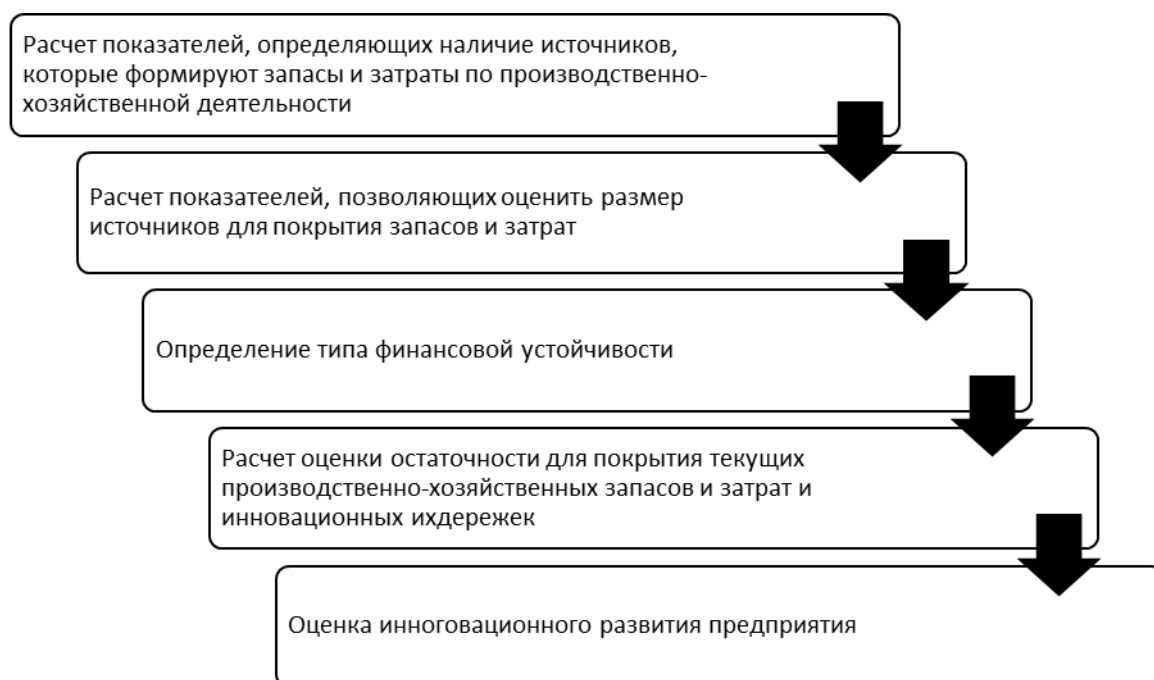 Расчет показателей, определяющих наличие источников,
которые формируют запасы и затраты по производственно-
хозяйственной деятельности
Расчет показатеелей, позволяющих оценить размер
источников для покрытия запасов и затрат
Определение типа финансовой устойчивости
Расчет оценки остаточности для покрытия текущих
производственно-хозяйственных запасов и затрат и
инновационных ихдережек
Оценка инноговационного развития предприятия